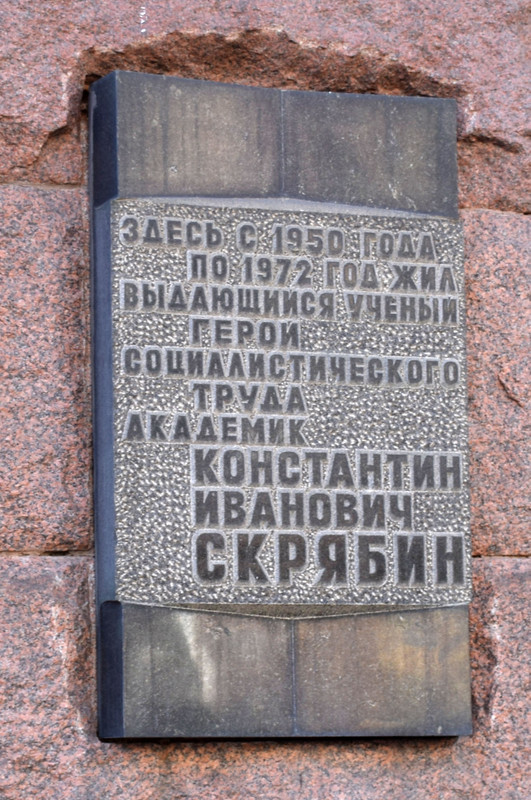 ЗДЕСЬ С 1950 ГОДА
ПО 1972 ГОД ЖИЛ
ВЫДАЮЩИЙСЯ УЧЕНЫЙ
ГЕРОЙ
СОЦИАЛИСТИЧЕСКОГО
ТРУДА
АКАДЕМИК
КОНСТАНТИН
ИВАНОВИЧ
СКРЯБИН